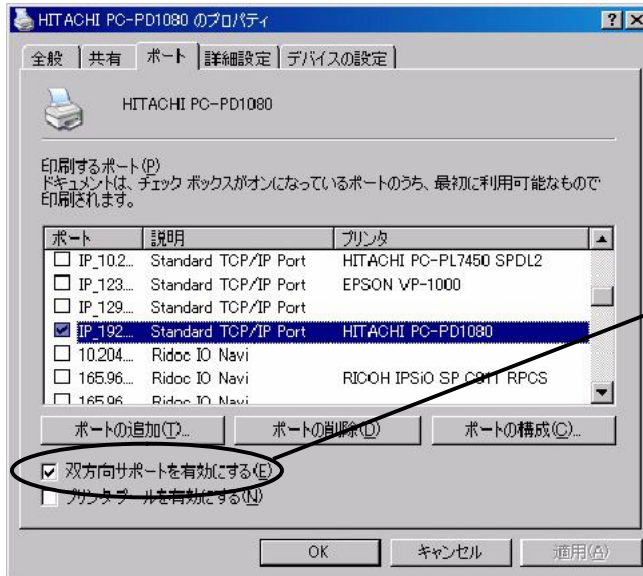 HITACHI PC-PD1080 のプロパティ
全般 共有 ポート 詳細設定 デバイスの設定
HITACHI PC-PD1080
印刷するポート(P)
ドキュメントは、チェック ボックスがオンになっているポートのうち、最初に利用可能なもので
印刷されます。
ポート 説明 プリンタ
IP_10.2... Standard TCP/IP Port HITACHI PC-PL7450 SPDL2
IP_123... Standard TCP/IP Port EPSON VP-1000
IP_129... Standard TCP/IP Port
IP_192... Standard TCP/IP Port HITACHI PC-PD1080
10.204... Ridoc IO Navi
165.96... Ridoc IO Navi RICOH IPSiO SP C811 RPCS
165.96... Ridoc IO Navi
ポートの追加(T)... ポートの削除(D) ポートの構成(C)...
双方向サポートを有効にする(E)
プリンタ プールを有効にする(N)
OK キャンセル 適用(A)